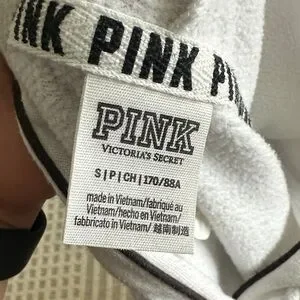 INK PINK PIN
PINK
VICTORIA'S SECRET
S | P | CH | 170/88A
made in Vietnam/fabriqué au
Vietnam/hecho en Vietnam/
fabbricato in Vietnam/ 越南制造